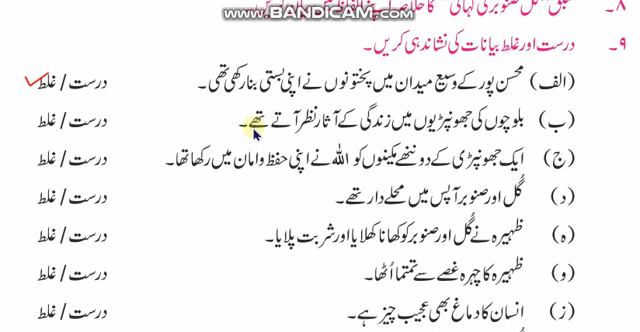 WWW.BANDICAM.COM
۹۔ درست اور غلط بیانات کی نشاندہی کریں۔
(الف) محسن پور کے وسیع میدان میں پختونوں نے اپنی بستی بنا رکھی تھی۔ درست / غلط
(ب) بلوچوں کی جھونپڑیوں میں زندگی کے آثار نظر آتے تھے۔ درست / غلط
(ج) ایک جھونپڑی کے دو ننھے مکینوں کو اللہ نے اپنی حفظ و امان میں رکھا تھا۔ درست / غلط
(د) گُل اور صنوبر آپس میں محلے دار تھے۔ درست / غلط
(ہ) ظہیرہ نے گُل اور صنوبر کو کھانا کھلایا اور شربت پلایا۔ درست / غلط
(و) ظہیرہ کا چہرہ غصے سے تمتما اُٹھا۔ درست / غلط
(ز) انسان کا دماغ بھی عجیب چیز ہے۔ درست / غلط